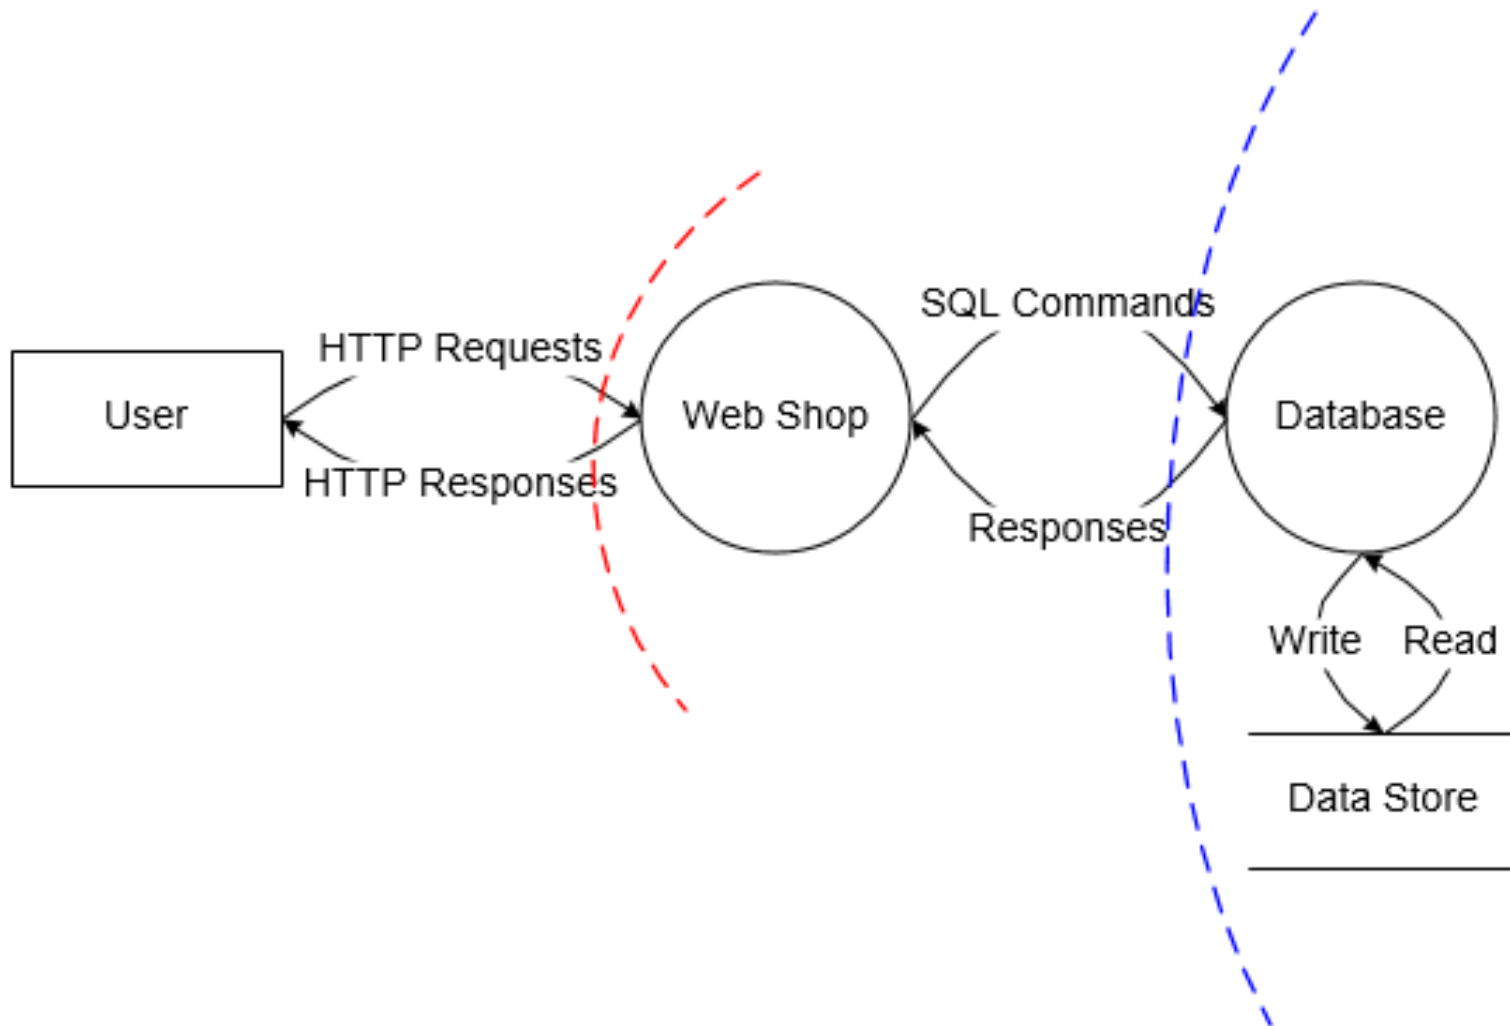 HTTP Requests
User
HTTP Responses
Web Shop
SQL Commands
Responses
Database
Write
Read
Data Store